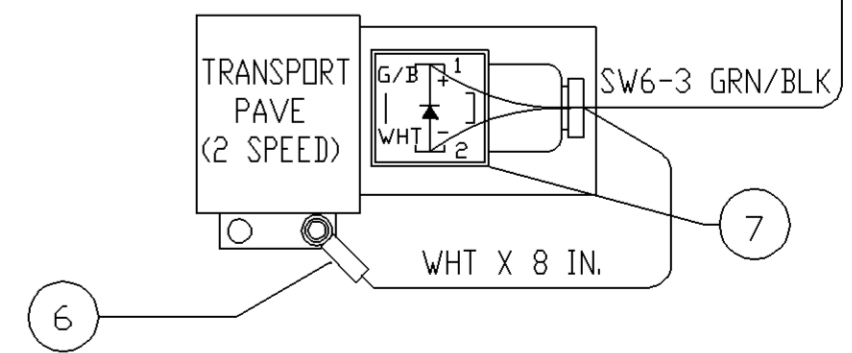 TRANSPORT
PAVE
(2 SPEED)
G/B 1
+
WHT -
2
SW6-3 GRN/BLK
7
WHT X 8 IN.
6